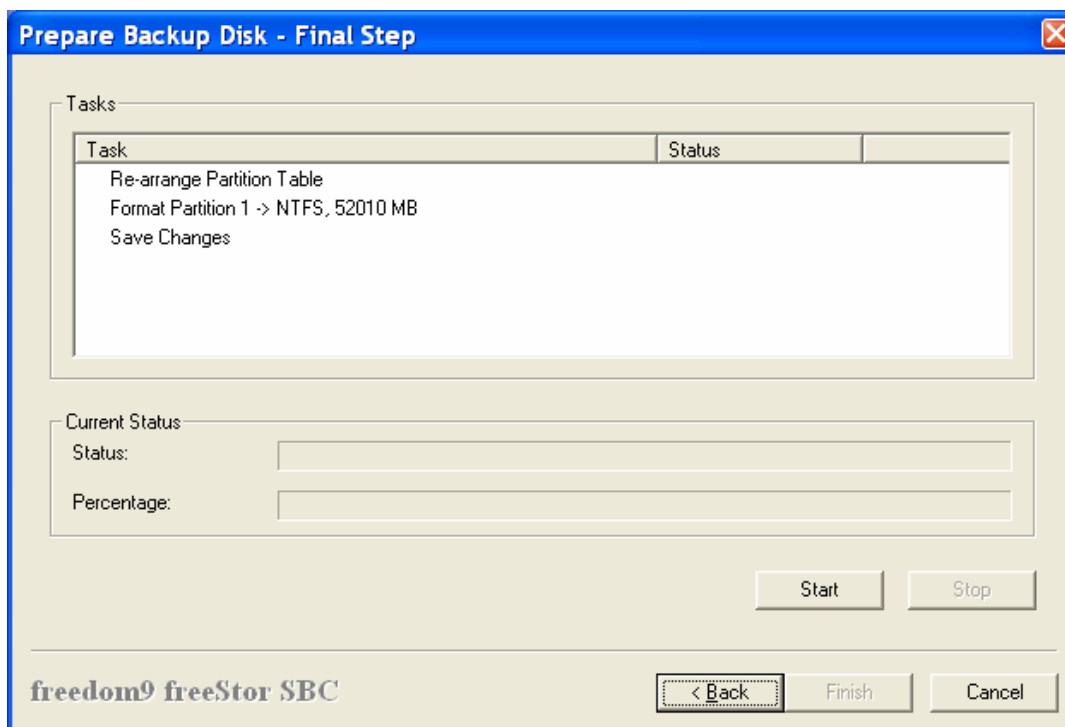 Prepare Backup Disk - Final Step
Tasks
Task Status
Re-arrange Partition Table
Format Partition 1 -> NTFS, 52010 MB
Save Changes
Current Status
Status:
Percentage:
Start Stop
freedom9 freeStor SBC < Back Finish Cancel